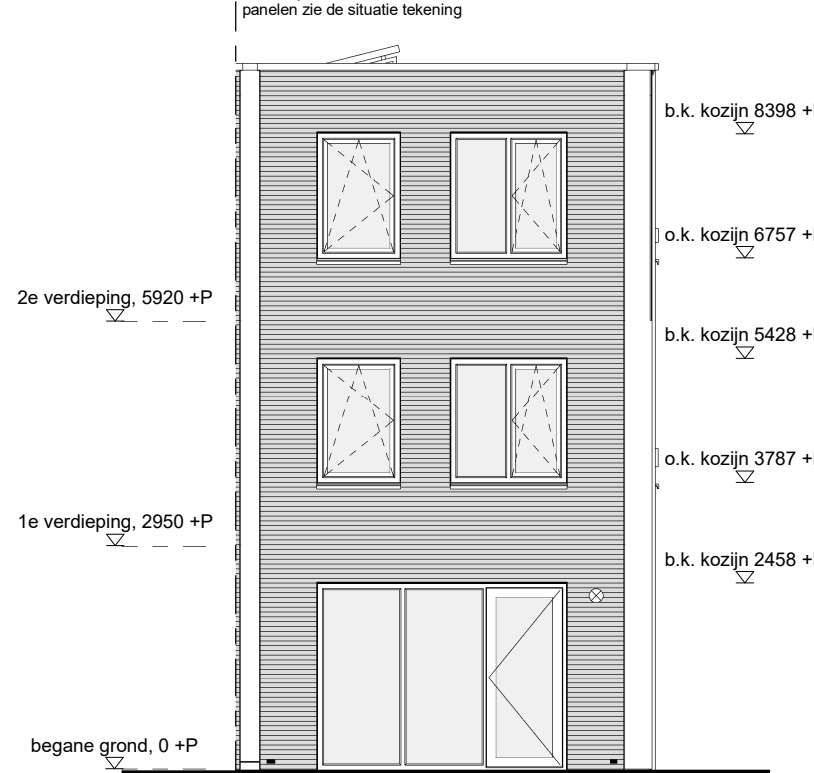 panelen zie de situatie tekening
b.k. kozijn 8398 +
o.k. kozijn 6757 +
2e verdieping, 5920 +P
b.k. kozijn 5428 +
o.k. kozijn 3787 +
1e verdieping, 2950 +P
b.k. kozijn 2458 +
begane grond, 0 +P